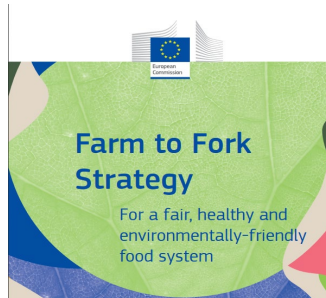 European
Commission
Farm to Fork
Strategy
For a fair, healthy and
environmentally-friendly
food system